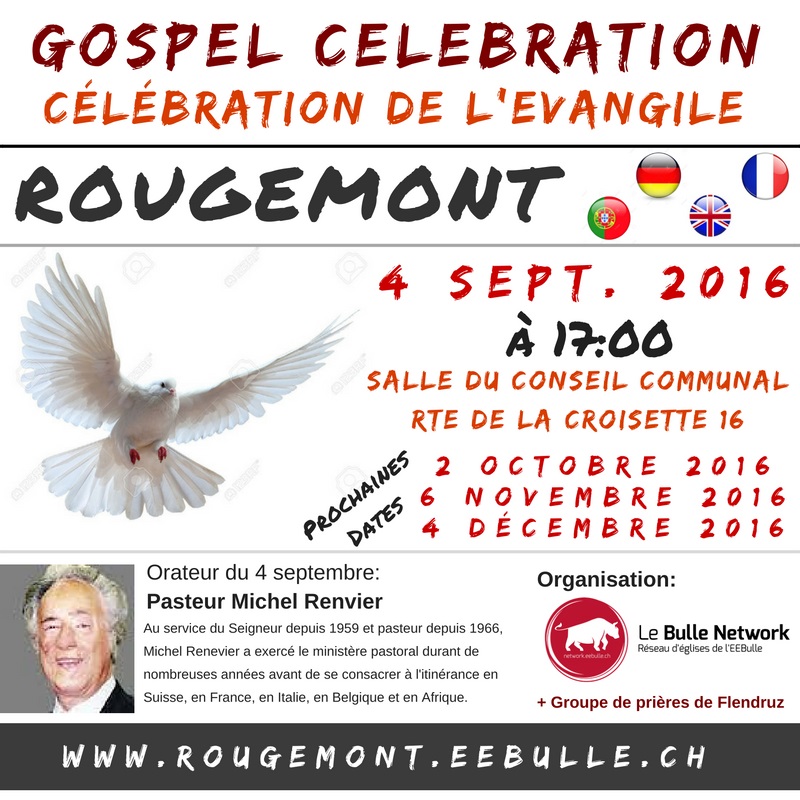 GOSPEL CELEBRATION
CÉLÉBRATION DE L'EVANGILE
ROUGEMONT
4 SEPT. 2016
À 17:00
SALLE DU CONSEIL COMMUNAL
RTE DE LA CROISETTE 16
PROCHAINES
DATES
2 OCTOBRE 2016
6 NOVEMBRE 2016
4 DÉCEMBRE 2016
Orateur du 4 septembre:
Pasteur Michel Renvier
Au service du Seigneur depuis 1959 et pasteur depuis 1966,
Michel Renevier a exercé le ministère pastoral durant de
nombreuses années avant de se consacrer à l'itinérance en
Suisse, en France, en Italie, en Belgique et en Afrique.
Organisation:
network.eebulle.ch
Le Bulle Network
Réseau d'églises de l'EEBulle
+ Groupe de prières de Flendruz
WWW.ROUGEMONT.EEBULLE.CH